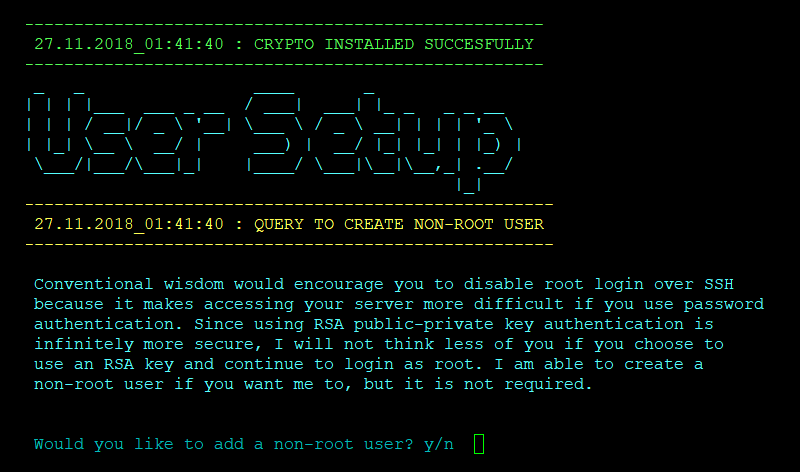 27.11.2018_01:41:40 : CRYPTO INSTALLED SUCCESFULLY
User Setup
27.11.2018_01:41:40 : QUERY TO CREATE NON-ROOT USER
Conventional wisdom would encourage you to disable root login over SSH
because it makes accessing your server more difficult if you use password
authentication. Since using RSA public-private key authentication is
infinitely more secure, I will not think less of you if you choose to
use an RSA key and continue to login as root. I am able to create a
non-root user if you want me to, but it is not required.
Would you like to add a non-root user? y/n